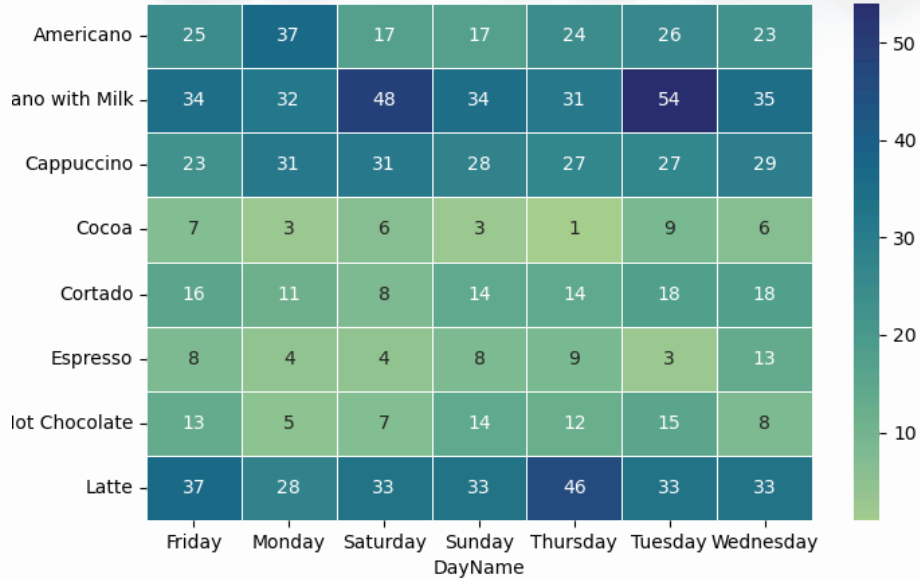 Americano 25 37 17 17 24 26 23
ano with Milk 34 32 48 34 31 54 35
Cappuccino 23 31 31 28 27 27 29
Cocoa 7 3 6 3 1 9 6
Cortado 16 11 8 14 14 18 18
Espresso 8 4 4 8 9 3 13
lot Chocolate 13 5 7 14 12 15 8
Latte 37 28 33 33 46 33 33
Friday Monday Saturday Sunday Thursday Tuesday Wednesday
DayName
50
40
30
20
10